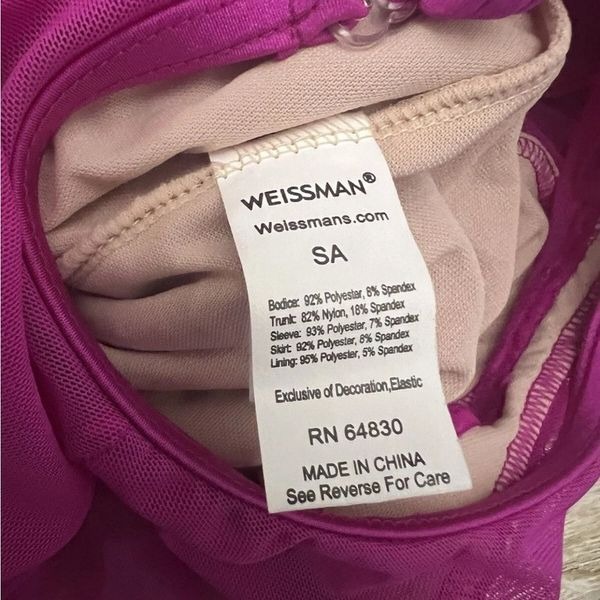 WEISSMAN®
Weissmans.com
SA
Bodice: 92% Polyester, 8% Spandex
Trunk: 82% Nylon, 18% Spandex
Sleeve: 93% Polyester, 7% Spandex
Skirt: 92% Polyester, 8% Spandex
Lining: 95% Polyester, 5% Spandex
Exclusive of Decoration,Elastic
RN 64830
MADE IN CHINA
See Reverse For Care